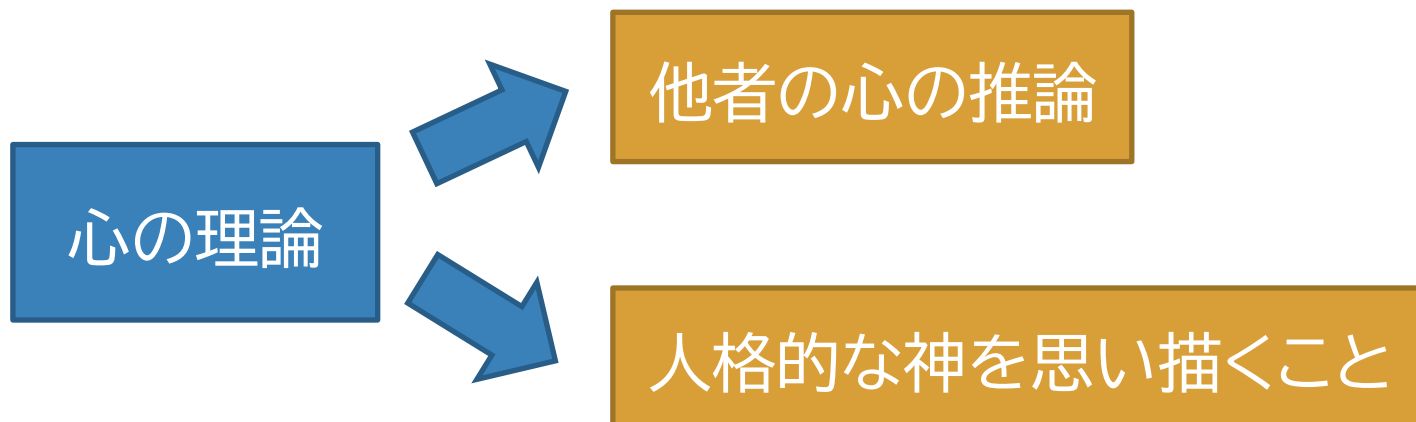 他者の心の推論
心の理論
人格的な神を思い描くこと